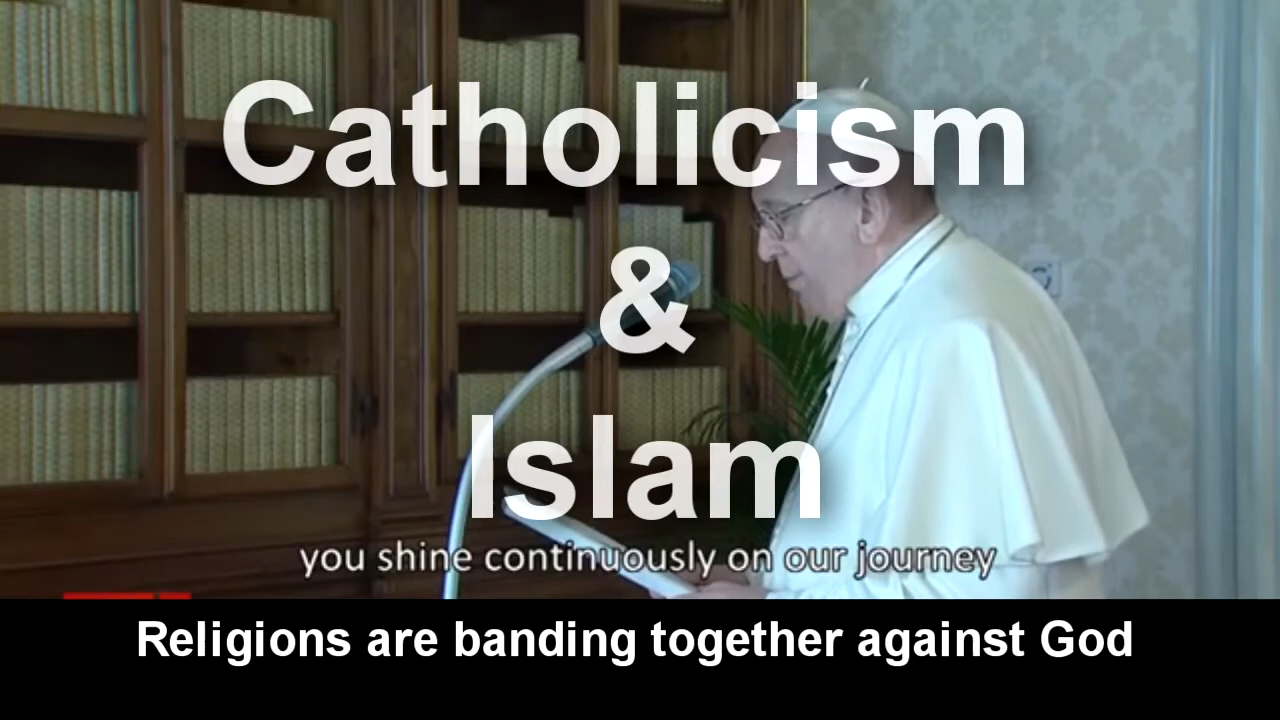 Catholicism
&
Islam
you shine continuously on our journey
Religions are banding together against God